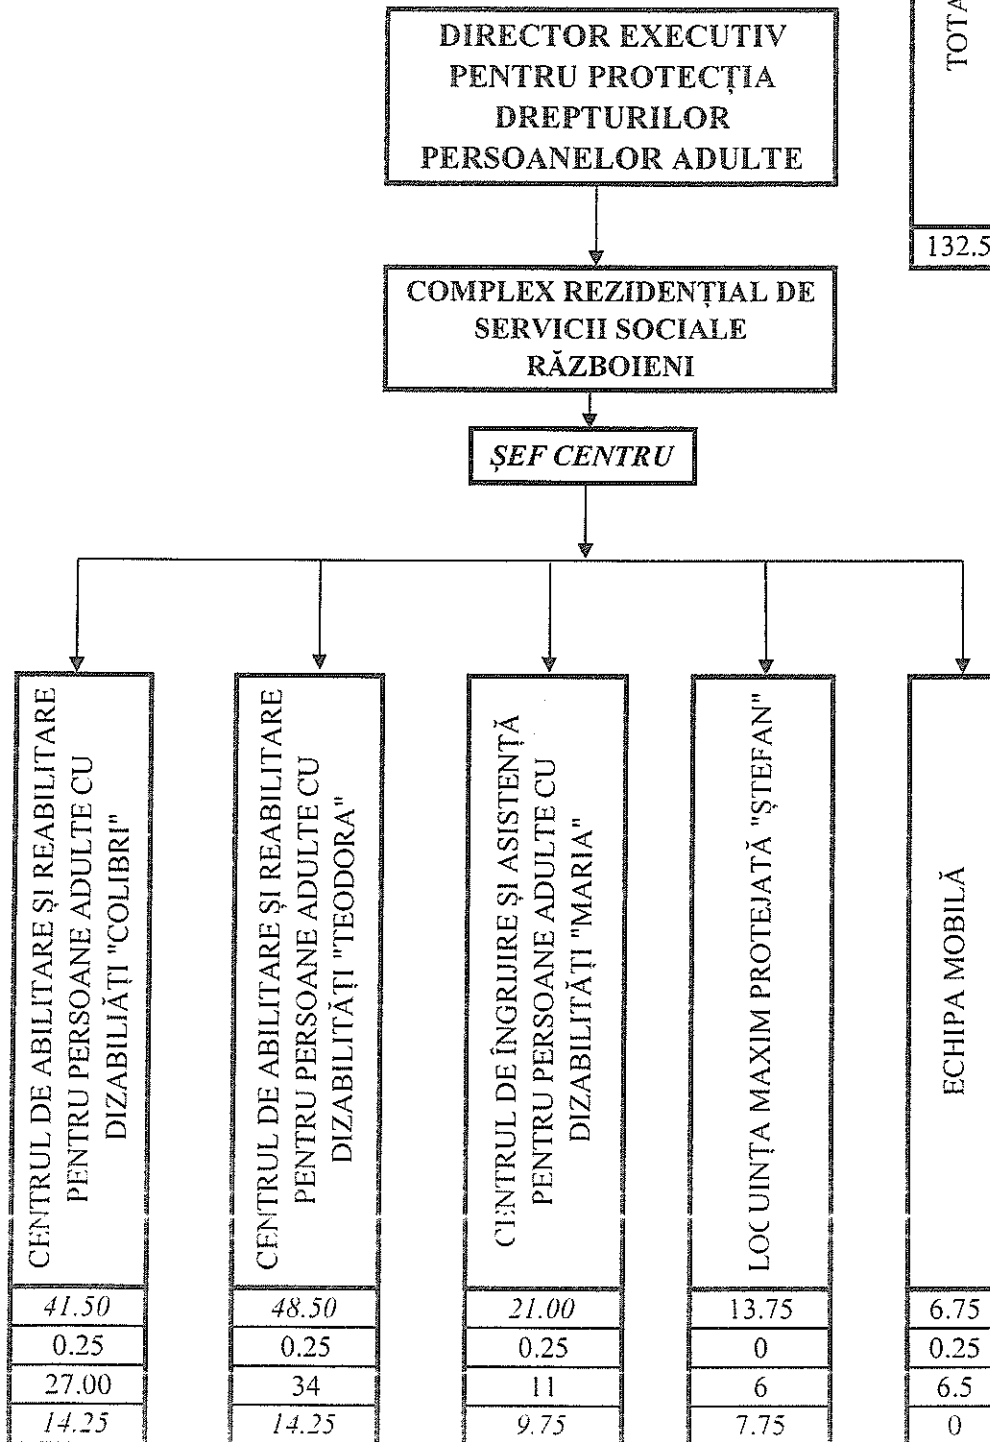 DIRECTOR EXECUTIV
PENTRU PROTECȚIA
DREPTURILOR
PERSOANELOR ADULTE
132.5
COMPLEX REZIDENȚIAL DE
SERVICII SOCIALE
RĂZBOIENI
ȘEF CENTRU
CENTRUL DE ABILITARE ȘI REABILITARE
PENTRU PERSOANE ADULTE CU
DIZABILIĂȚI "COLIBRI"
41.50
0.25
27.00
14.25
CENTRUL DE ABILITARE ȘI REABILITARE
PENTRU PERSOANE ADULTE CU
DIZABILITĂȚI "TEODORA"
48.50
0.25
34
14.25
CENTRUL DE ÎNGRIJIRE ȘI ASISTENȚĂ
PENTRU PERSOANE ADULTE CU
DIZABILITĂȚI "MARIA"
21.00
0.25
11
9.75
LOCUINȚA MAXIM PROTEJATĂ "ȘTEFAN"
13.75
0
6
7.75
ECHIPA MOBILĂ
6.75
0.25
6.5
0